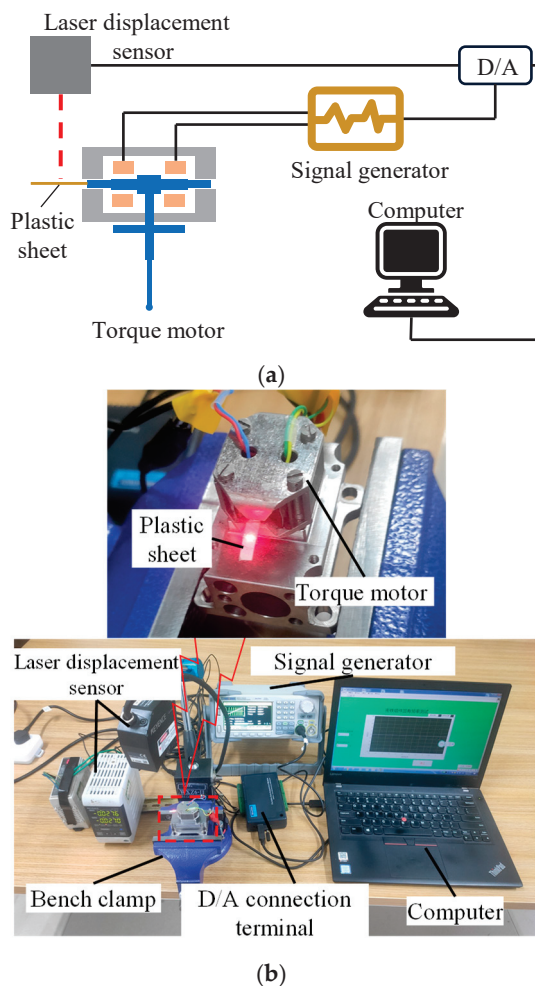 Laser displacement
sensor
D/A
Signal generator
Plastic
sheet
Computer
Torque motor
(a)
Plastic
sheet
Torque motor
Laser displacement
sensor
Signal generator
Bench clamp
D/A connection
terminal
Computer
(b)